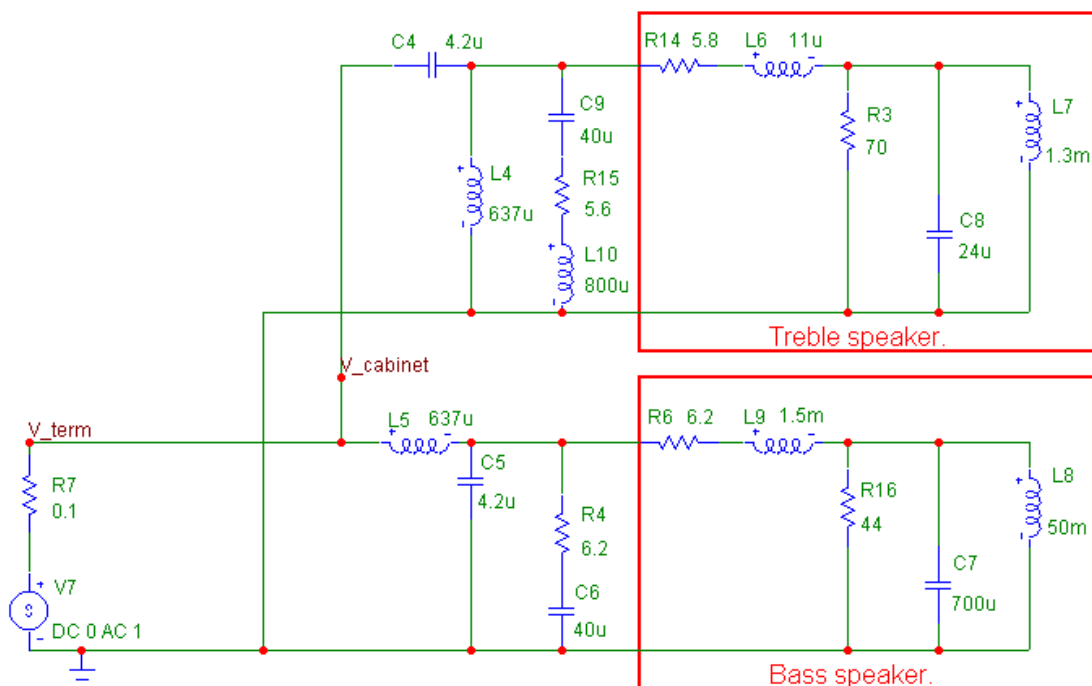 C4 4.2u
R14 5.8 L6 11u
C9
40u
R3
70
L7
1.3m
L4
637u
R15
5.6
C8
24u
L10
800u
Treble speaker.
V_cabinet
V_term
L5 637u
R6 6.2 L9 1.5m
C5
4.2u
R7
0.1
R4
6.2
R16
44
L8
50m
V7
DC 0 AC 1
S
C6
40u
C7
700u
Bass speaker.